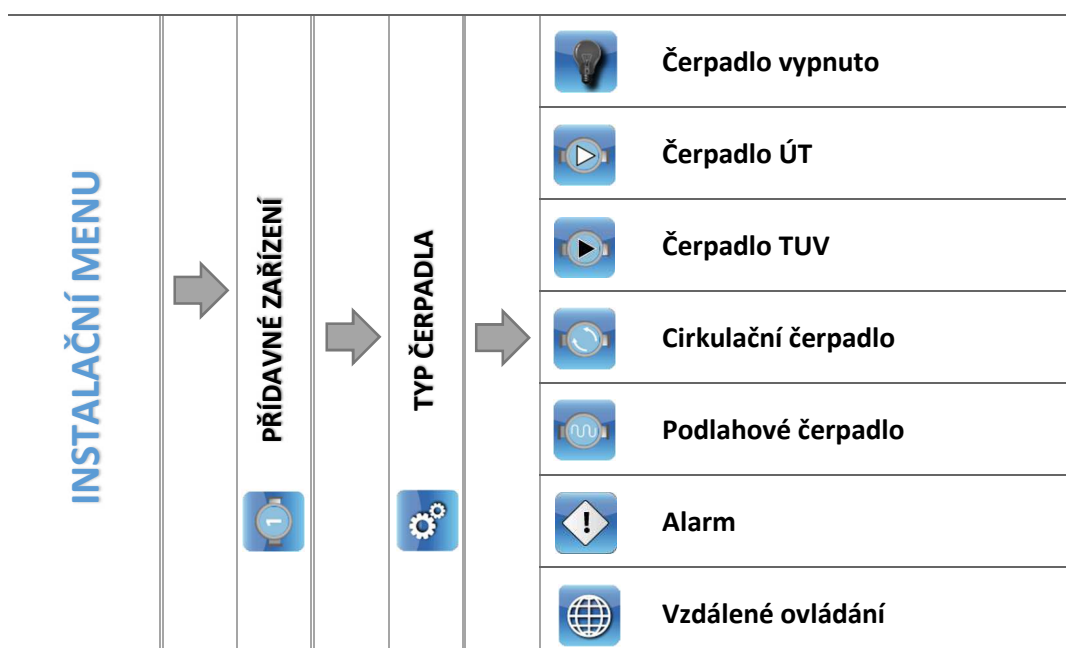 INSTALAČNÍ MENU
PŘÍDAVNÉ ZAŘÍZENÍ
1
TYP ČERPADLA
Čerpadlo vypnuto
Čerpadlo ÚT
Čerpadlo TUV
Cirkulační čerpadlo
Podlahové čerpadlo
!
Alarm
Vzdálené ovládání